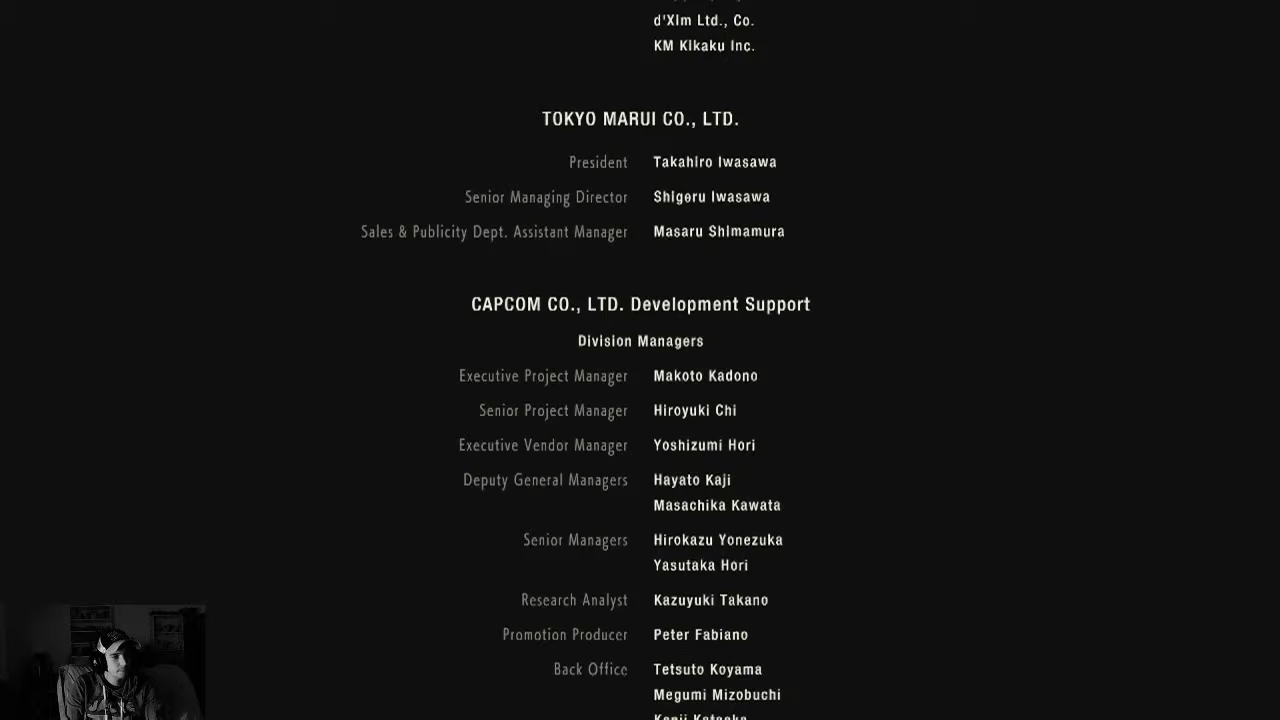 d'Xlm Ltd., Co.
KM Kikaku Inc.
TOKYO MARUI CO., LTD.
President Takahiro Iwasawa
Senior Managing Director Shigeru Iwasawa
Sales & Publicity Dept. Assistant Manager Masaru Shimamura
CAPCOM CO., LTD. Development Support
Division Managers
Executive Project Manager Makoto Kadono
Senior Project Manager Hiroyuki Chi
Executive Vendor Manager Yoshizumi Hori
Deputy General Managers Hayato Kaji
Masachika Kawata
Senior Managers Hirokazu Yonezuka
Yasutaka Hori
Research Analyst Kazuyuki Takano
Promotion Producer Peter Fabiano
Back Office Tetsuto Koyama
Megumi Mizobuchi